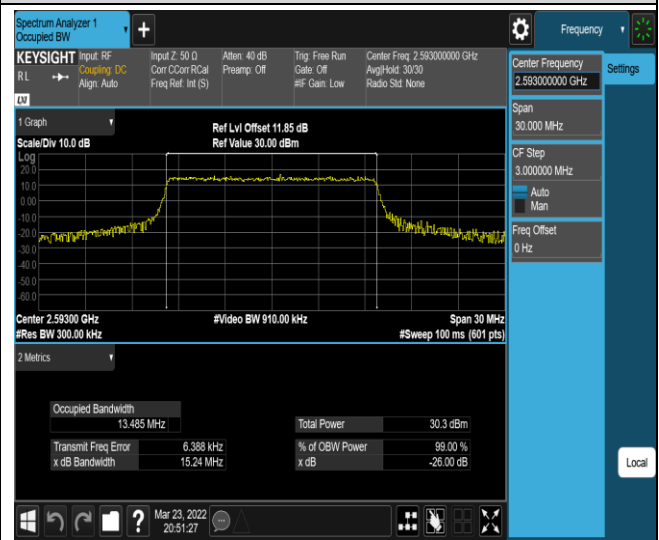 Spectrum Analyzer 1
Occupied BW
+
Frequency
KEYSIGHT Input: RF Input Z: 50 Ω Atten: 40 dB Trig: Free Run Center Freq: 2.593000000 GHz
RL Coupling: DC Corr CCorr RCal Preamp: Off Gate: Off Avg|Hold: 30/30
Align: Auto Freq Ref: Int (S) #IF Gain: Low Radio Std: None
LXI
Center Frequency
2.593000000 GHz
Settings
Span
30.000 MHz
CF Step
3.000000 MHz
Auto
Man
Freq Offset
0 Hz
1 Graph
Ref Lvl Offset 11.85 dB
Scale/Div 10.0 dB Ref Value 30.00 dBm
Log
20.0
10.0
0.00
-10.0
-20.0
-30.0
-40.0
-50.0
-60.0
Center 2.59300 GHz #Video BW 910.00 kHz Span 30 MHz
#Res BW 300.00 kHz #Sweep 100 ms (601 pts)
2 Metrics
Occupied Bandwidth
13.485 MHz Total Power 30.3 dBm
Transmit Freq Error 6.388 kHz % of OBW Power 99.00 %
x dB Bandwidth 15.24 MHz x dB -26.00 dB
Local
? Mar 23, 2022
20:51:27